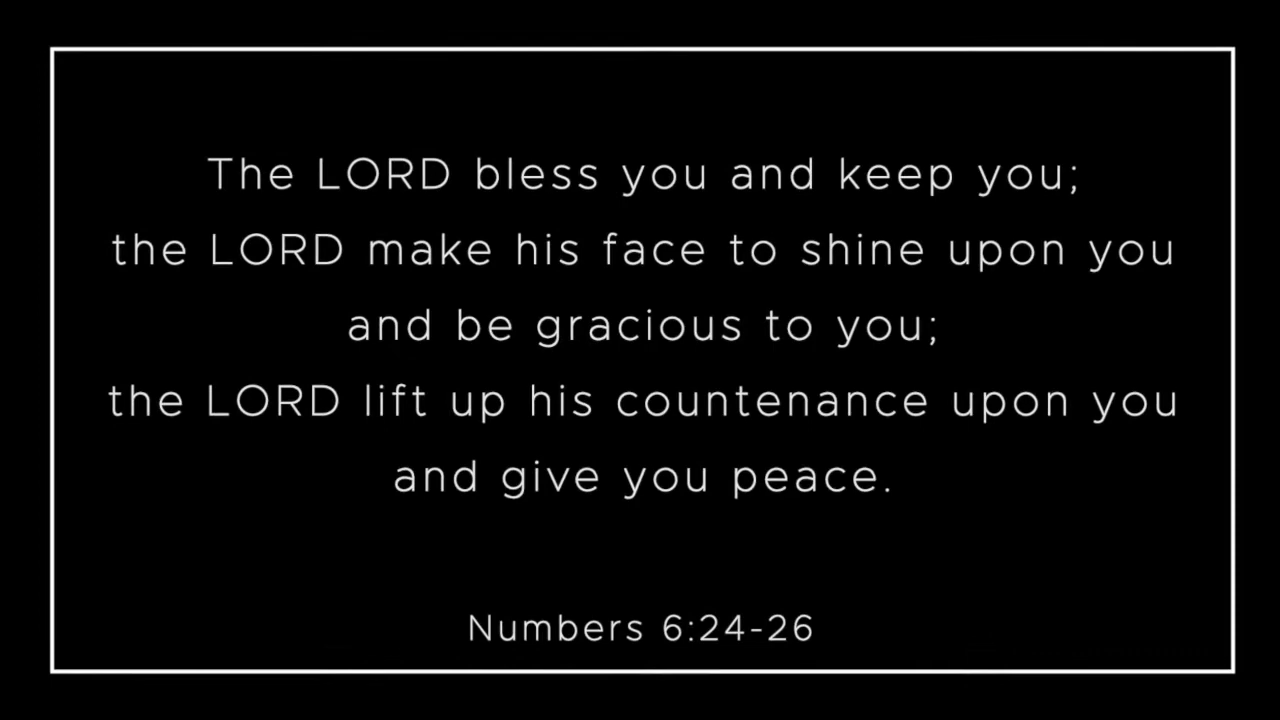 The LORD bless you and keep you;
the LORD make his face to shine upon you
and be gracious to you;
the LORD lift up his countenance upon you
and give you peace.
Numbers 6:24-26